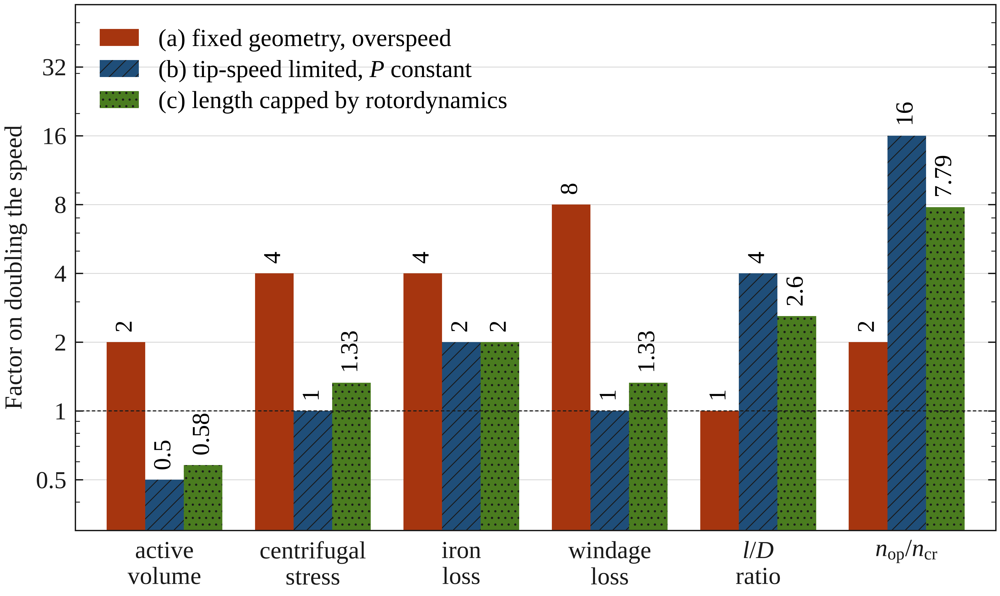 Factor on doubling the speed
32
16
8
4
2
1
0.5
(a) fixed geometry, overspeed
(b) tip-speed limited, P constant
(c) length capped by rotordynamics
2
0.5
0.58
4
1
1.33
4
2
2
8
1
1.33
1
4
2.6
2
16
7.79
active
volume
centrifugal
stress
iron
loss
windage
loss
l/D
ratio
nop/ncr